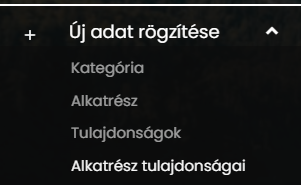 + Új adat rögzítése
Kategória
Alkatrész
Tulajdonságok
Alkatrész tulajdonságai